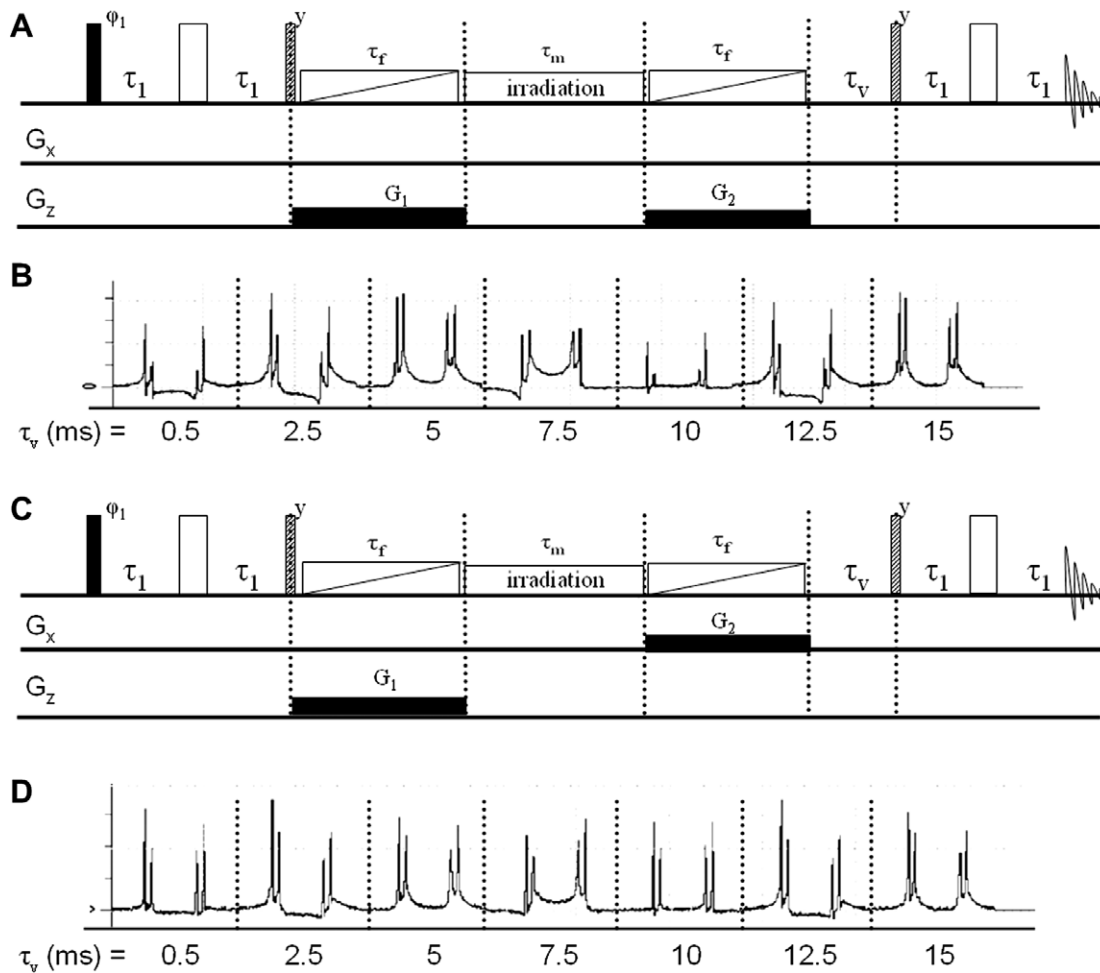 A
φ1 y y
τf τm τf
τ1 τ1 irradiation τv τ1 τ1
Gx
Gz G1 G2
B
0
τv (ms) = 0.5 2.5 5 7.5 10 12.5 15
C
φ1 y y
τf τm τf
τ1 τ1 irradiation τv τ1 τ1
Gx G2
Gz G1
D
τv (ms) = 0.5 2.5 5 7.5 10 12.5 15